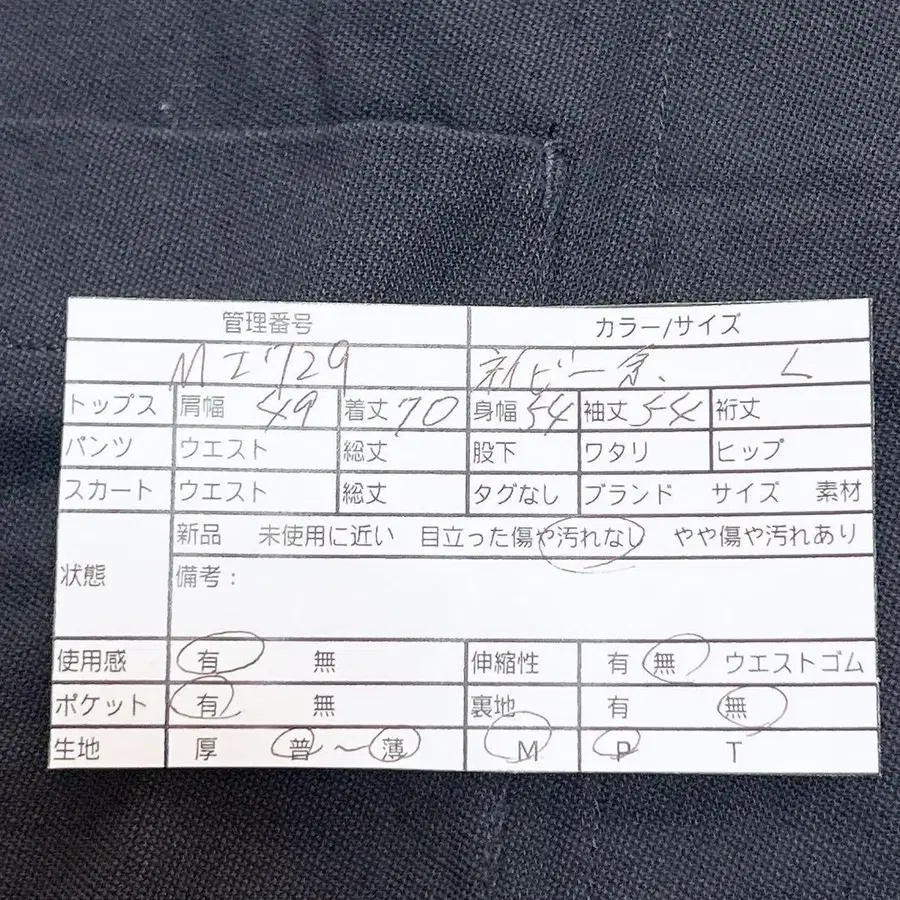 管理番号 カラー/サイズ
MI729 L
トップス 肩幅 49 着丈 70 身幅 54 袖丈 54 裄丈
パンツ ウエスト 総丈 股下 ワタリ ヒップ
スカート ウエスト 総丈 タグなし ブランド サイズ 素材
新品 未使用に近い 目立った傷や汚れなし やや傷や汚れあり
状態 備考：
使用感 有 無 伸縮性 有 無 ウエストゴム
ポケット 有 無 裏地 有 無
生地 厚 普～薄 M P T